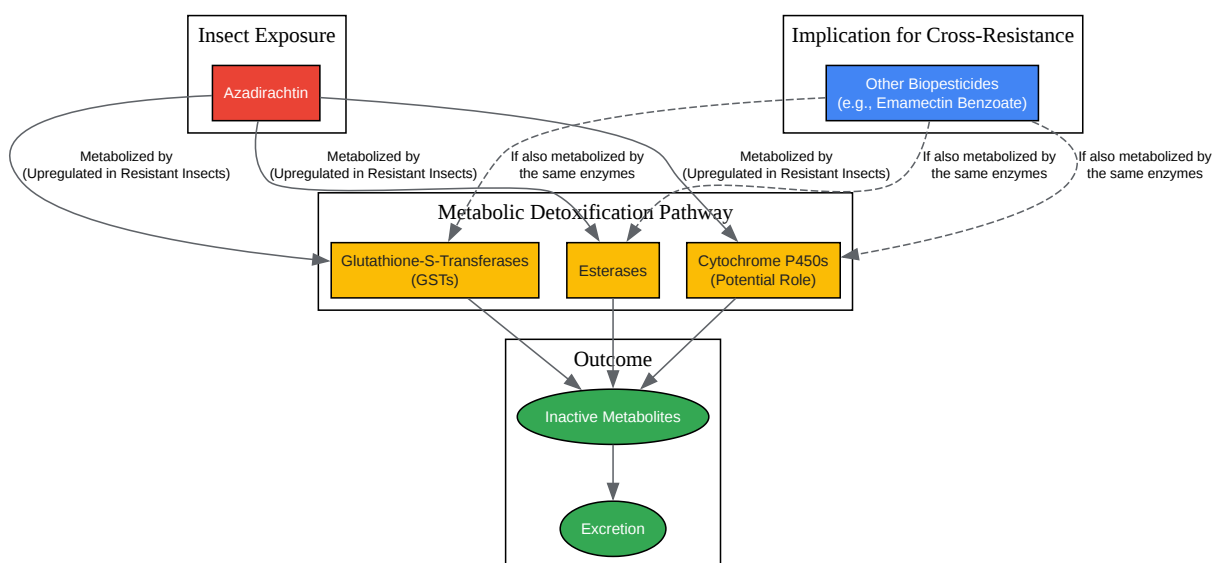 Insect Exposure
Implication for Cross-Resistance
Azadirachtin
Other Biopesticides
(e.g., Emamectin Benzoate)
Metabolized by
(Upregulated in Resistant Insects)
Metabolized by
(Upregulated in Resistant Insects)
If also metabolized by
the same enzymes
Metabolized by
(Upregulated in Resistant Insects)
If also metabolized by
the same enzymes
If also metabolized by
the same enzymes
Metabolic Detoxification Pathway
Glutathione-S-Transferases
(GSTs)
Esterases
Cytochrome P450s
(Potential Role)
Outcome
Inactive Metabolites
Excretion